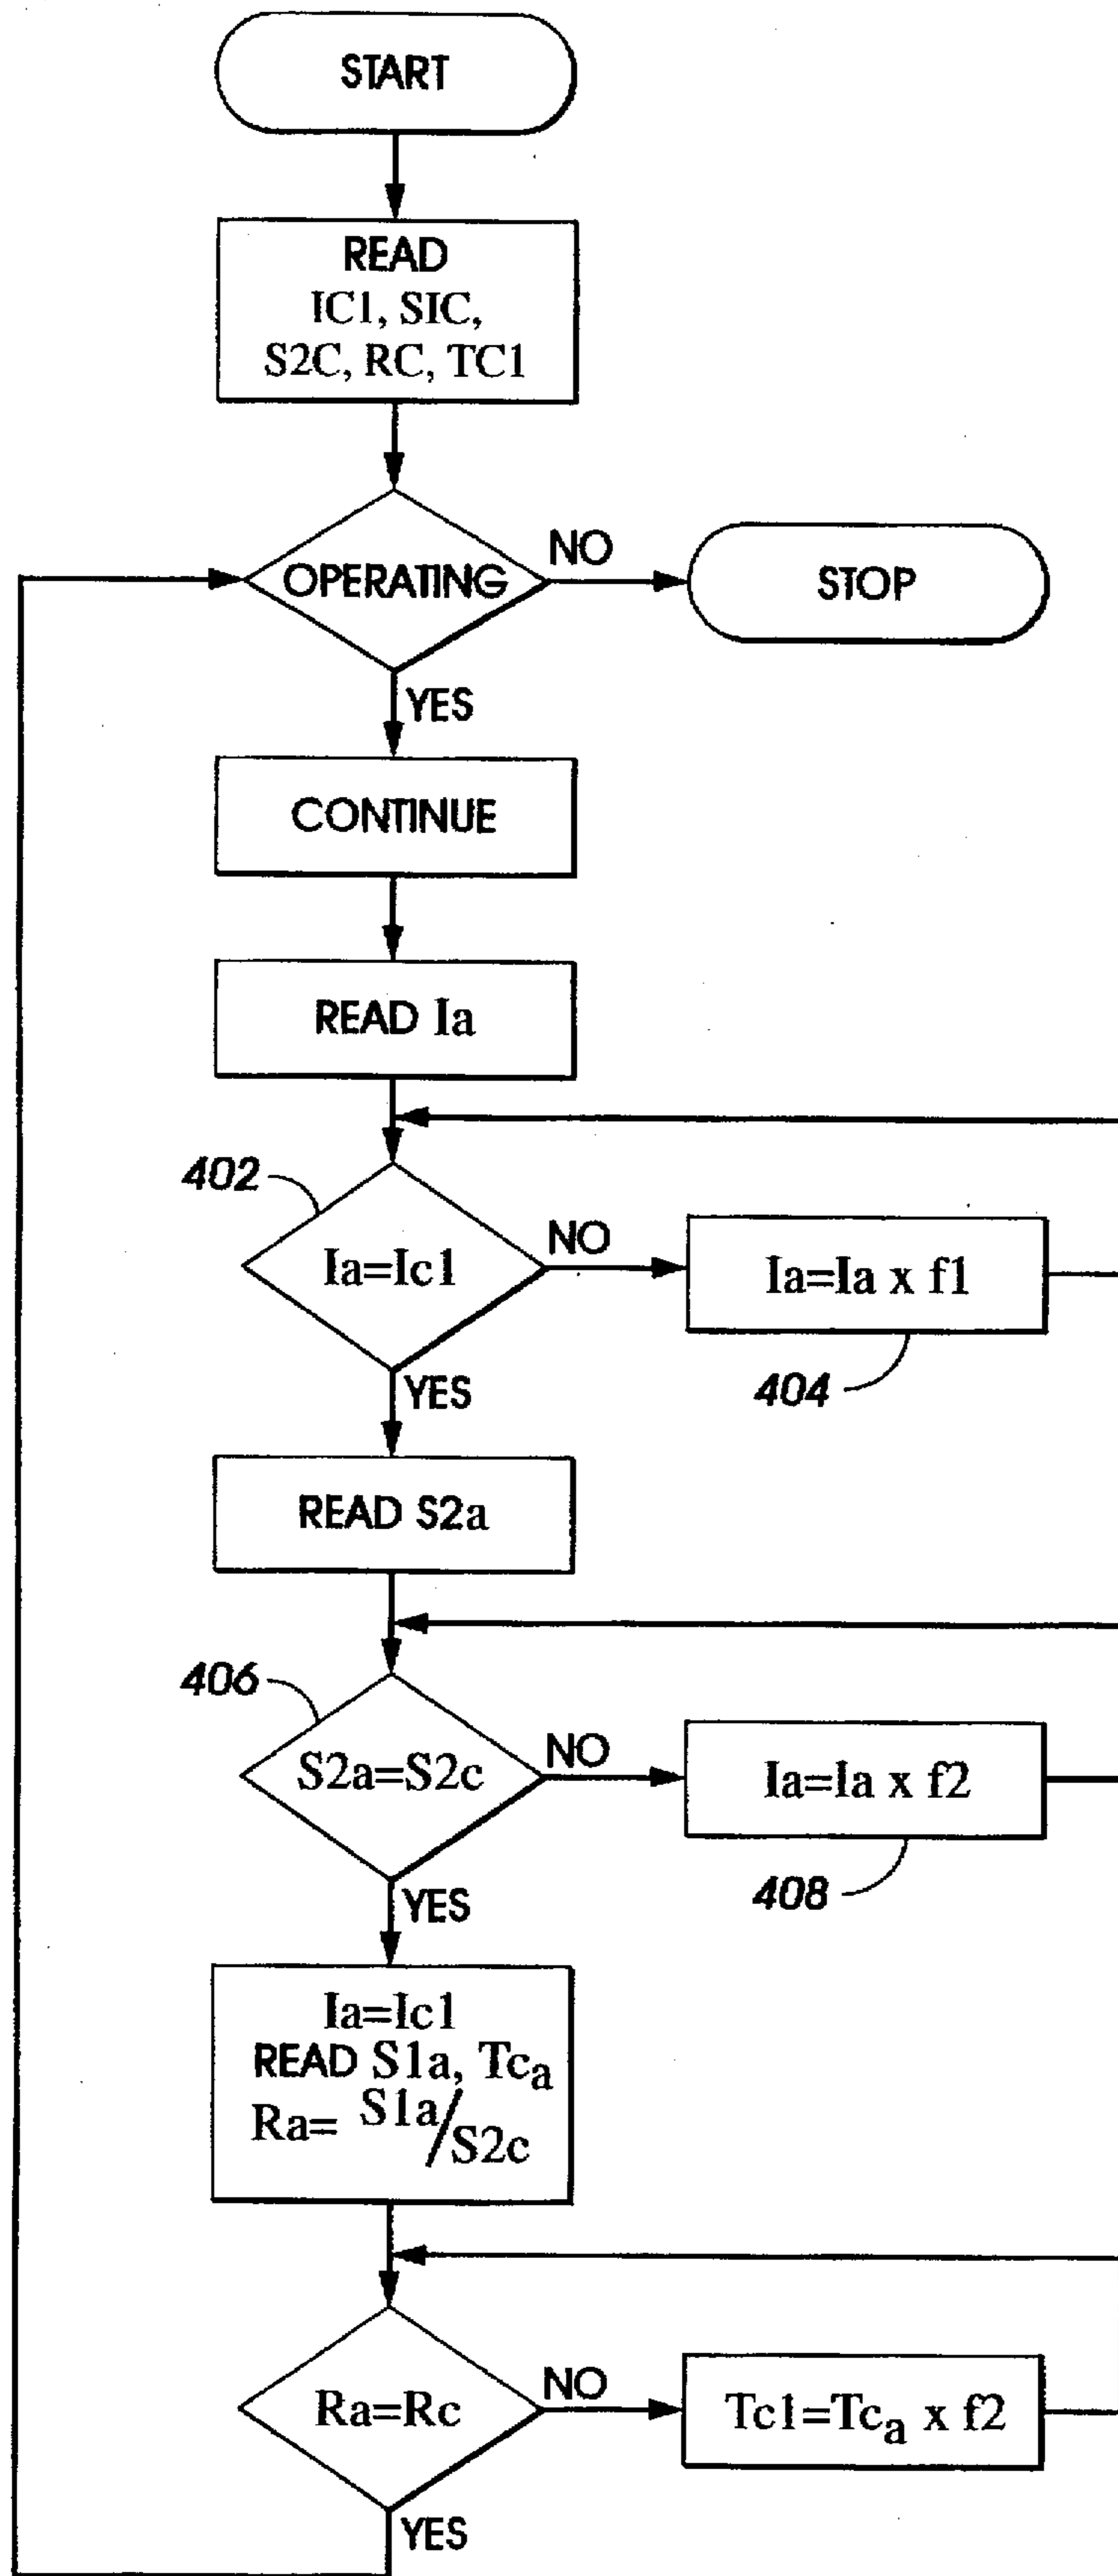 START
READ
IC1, SIC,
S2C, RC, TC1
OPERATING
NO
STOP
YES
CONTINUE
READ Ia
402
Ia=Ic1
NO
Ia=Ia x f1
404
YES
READ S2a
406
S2a=S2c
NO
Ia=Ia x f2
408
YES
Ia=Ic1
READ S1a, Tca
Ra= S1a/S2c
Ra=Rc
NO
Tc1=Tca x f2
YES